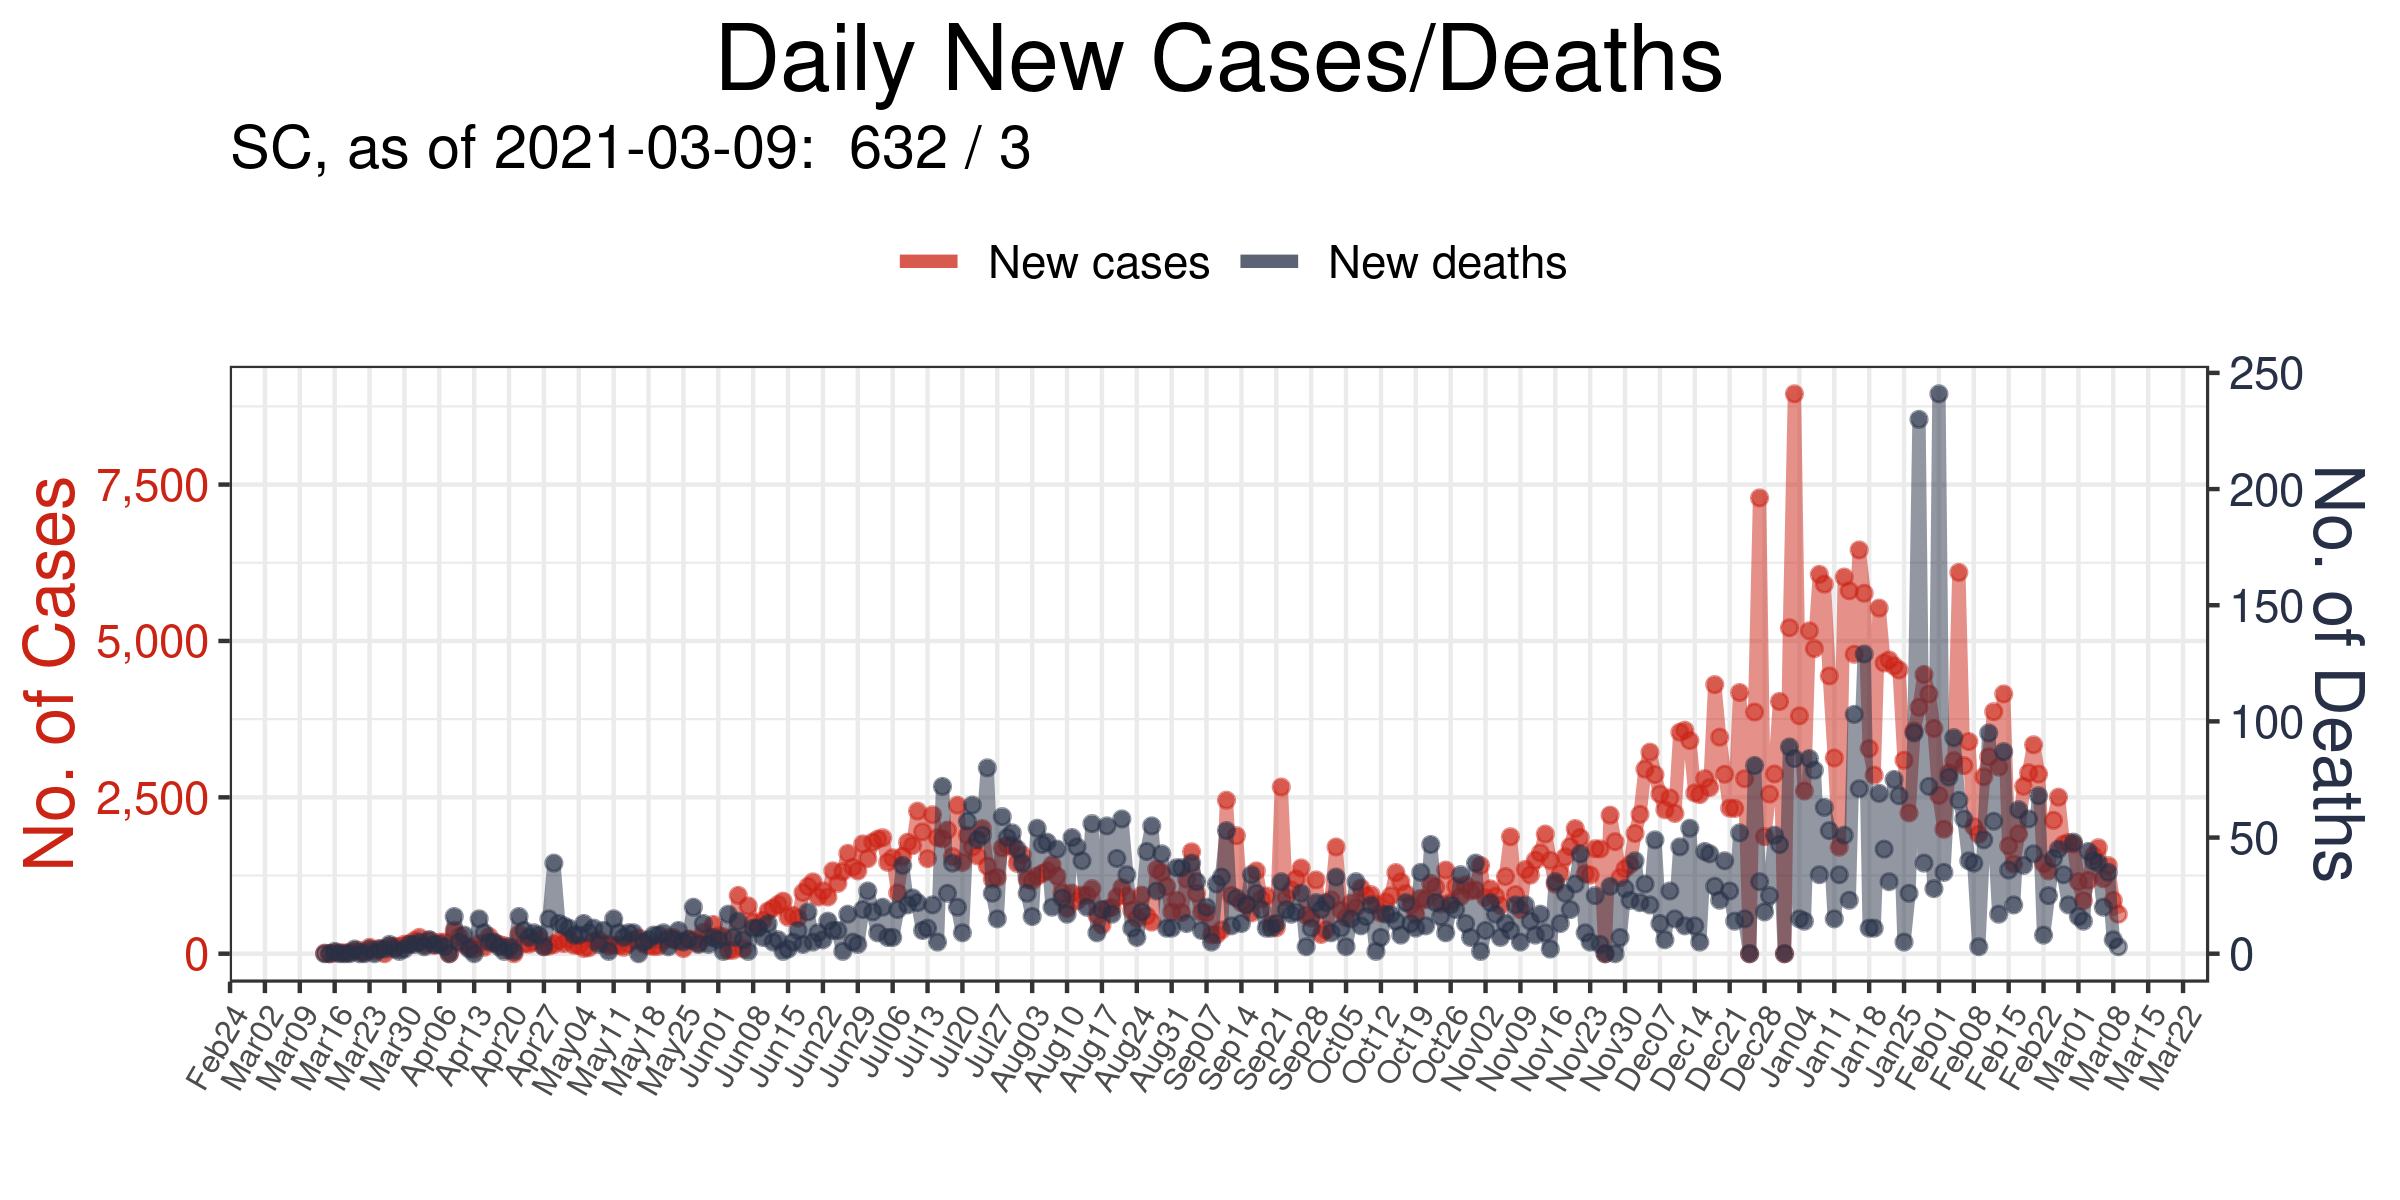 Daily New Cases/Deaths
SC, as of 2021-03-09:  632 / 3
New cases New deaths
No. of Cases
7,500
5,000
2,500
0
250
200
150
100
50
0
No. of Deaths
Feb24 Mar02 Mar09 Mar16 Mar23 Mar30 Apr06 Apr13 Apr20 Apr27 May04 May11 May18 May25 Jun01 Jun08 Jun15 Jun22 Jun29 Jul06 Jul13 Jul20 Jul27 Aug03 Aug10 Aug17 Aug24 Aug31 Sep07 Sep14 Sep21 Sep28 Oct05 Oct12 Oct19 Oct26 Nov02 Nov09 Nov16 Nov23 Nov30 Dec07 Dec14 Dec21 Dec28 Jan04 Jan11 Jan18 Jan25 Feb01 Feb08 Feb15 Feb22 Mar01 Mar08 Mar15 Mar22